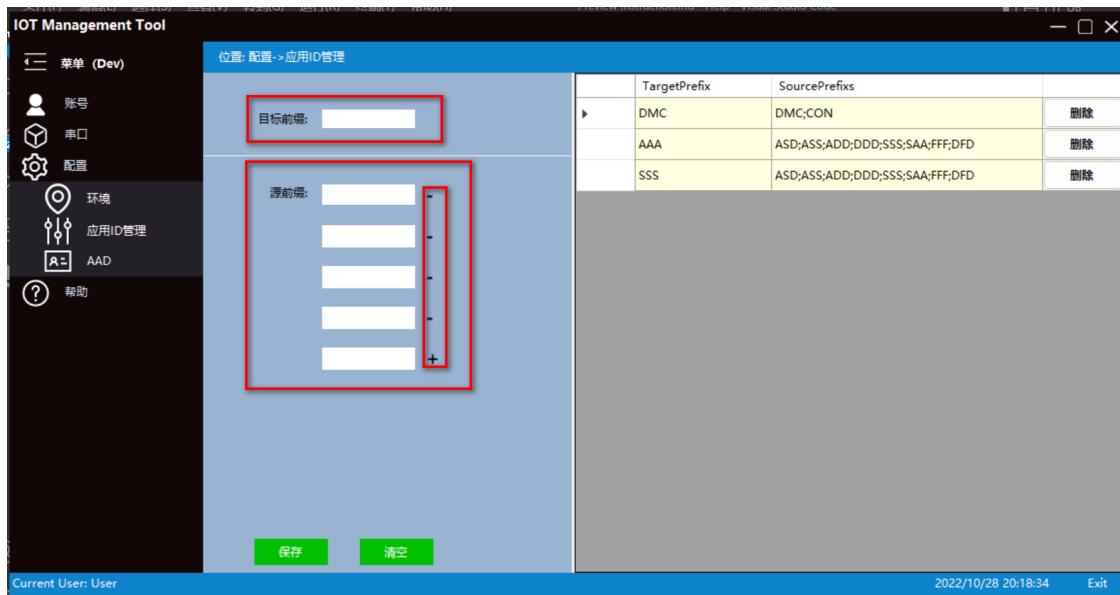 IOT Management Tool
菜单 (Dev)
位置: 配置->应用ID管理
账号
串口
配置
环境
应用ID管理
AAD
帮助
目标前缀:
源前缀:
-
-
-
-
+
保存 清空
TargetPrefix SourcePrefixs
DMC DMC;CON 删除
AAA ASD;ASS;ADD;DDD;SSS;SAA;FFF;DFD 删除
SSS ASD;ASS;ADD;DDD;SSS;SAA;FFF;DFD 删除
Current User: User 2022/10/28 20:18:34 Exit